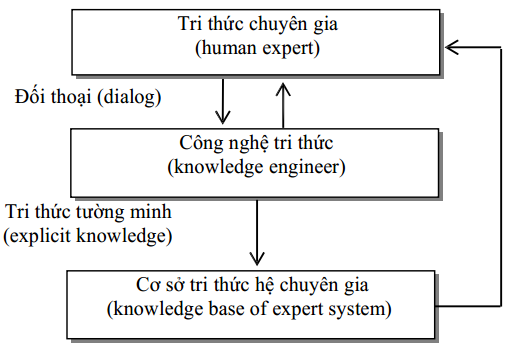 Tri thức chuyên gia
(human expert)
Đối thoại (dialog)
Công nghệ tri thức
(knowledge engineer)
Tri thức tường minh
(explicit knowledge)
Cơ sở tri thức hệ chuyên gia
(knowledge base of expert system)